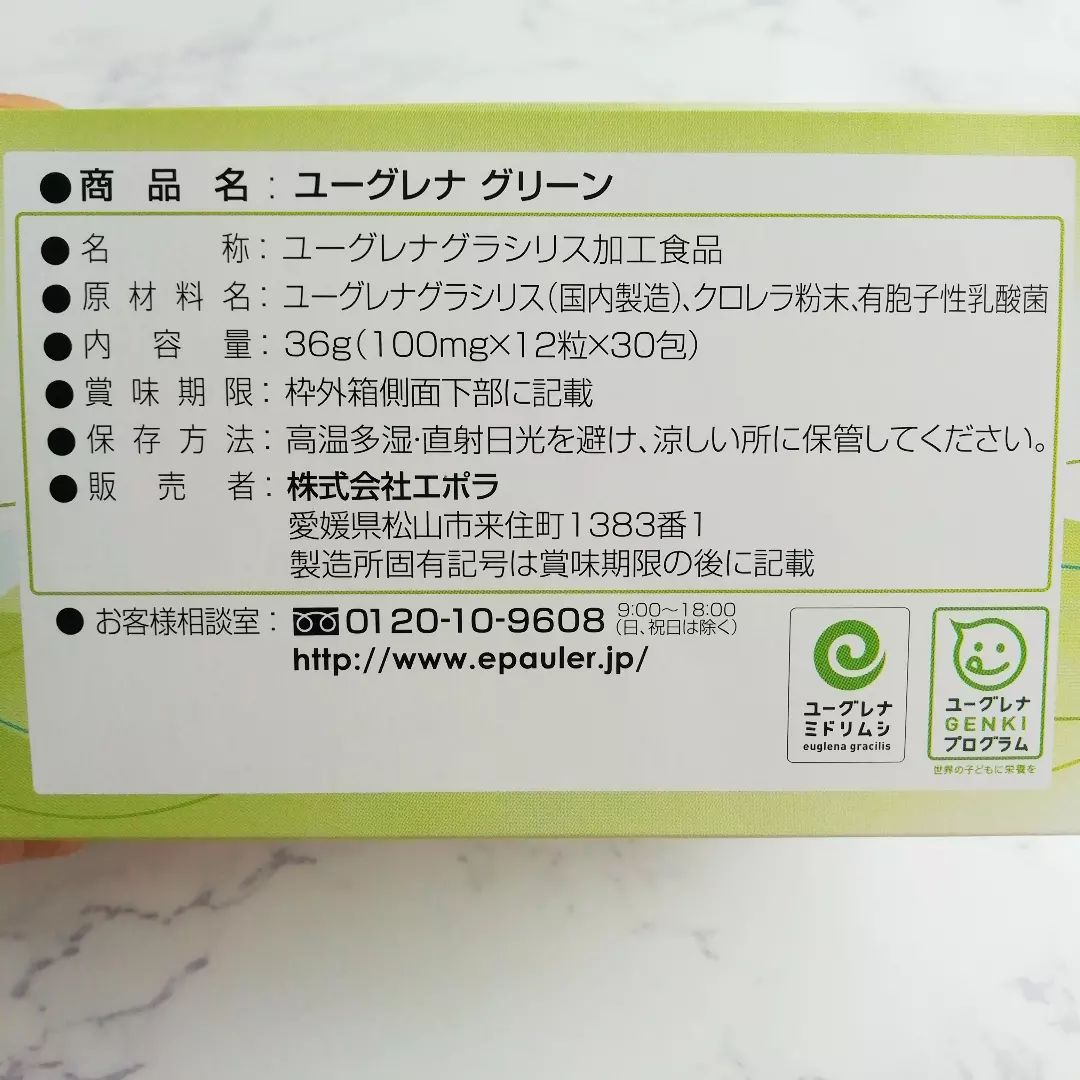 ●商品名：ユーグレナ グリーン
●名称：ユーグレナグラシリス加工食品
●原材料名：ユーグレナグラシリス（国内製造）、クロレラ粉末、有胞子性乳酸菌
●内容量：36g（100mg×12粒×30包）
●賞味期限：枠外箱側面下部に記載
●保存方法：高温多湿・直射日光を避け、涼しい所に保管してください。
●販売者：株式会社エポラ
愛媛県松山市来住町1383番1
製造所固有記号は賞味期限の後に記載
●お客様相談室：0120-10-9608 9:00～18:00
（日、祝日は除く）
http://www.epauler.jp/
ユーグレナ
ミドリムシ
euglena gracilis
ユーグレナ
GENKI
プログラム
世界の子どもに栄養を